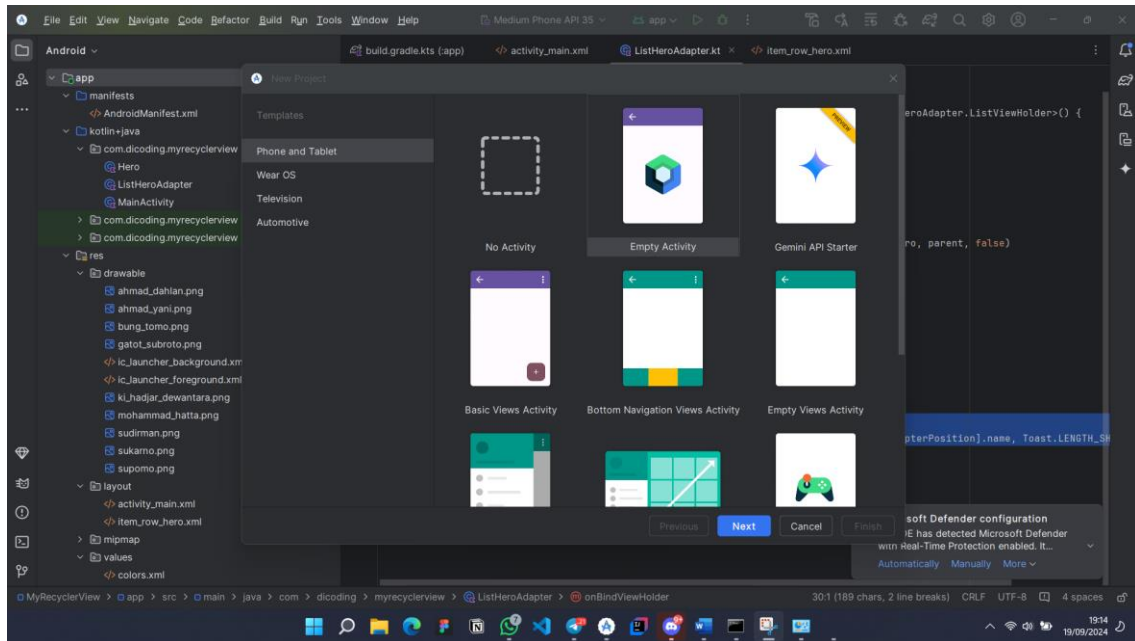 File Edit View Navigate Code Refactor Build Run Tools Window Help
Medium Phone API 35
app
Android
build.gradle.kts (:app)
activity_main.xml
ListHeroAdapter.kt
item_row_hero.xml
app
manifests
AndroidManifest.xml
kotlin+java
com.dicoding.myrecyclerview
Hero
ListHeroAdapter
MainActivity
com.dicoding.myrecyclerview
com.dicoding.myrecyclerview
res
drawable
ahmad_dahlan.png
ahmad_yani.png
bung_tomo.png
gatot_subroto.png
ic_launcher_background.xm
ic_launcher_foreground.xml
ki_hadjar_dewantara.png
mohammad_hatta.png
sudirman.png
sukarno.png
supomo.png
layout
activity_main.xml
item_row_hero.xml
mipmap
values
colors.xml
New Project
Templates
Phone and Tablet
Wear OS
Television
Automotive
No Activity
Empty Activity
PREVIEW
Gemini API Starter
Basic Views Activity
Bottom Navigation Views Activity
Empty Views Activity
Previous
Next
Cancel
Finish
eroAdapter.ListViewHolder>() {
ro, parent, false)
pterPosition].name, Toast.LENGTH_SH
soft Defender configuration
DE has detected Microsoft Defender
with Real-Time Protection enabled. It...
Automatically Manually More
MyRecyclerView > app > src > main > java > com > dicoding > myrecyclerview > ListHeroAdapter > onBindViewHolder
30:1 (189 chars, 2 line breaks) CRLF UTF-8 4 spaces
19:14
19/09/2024